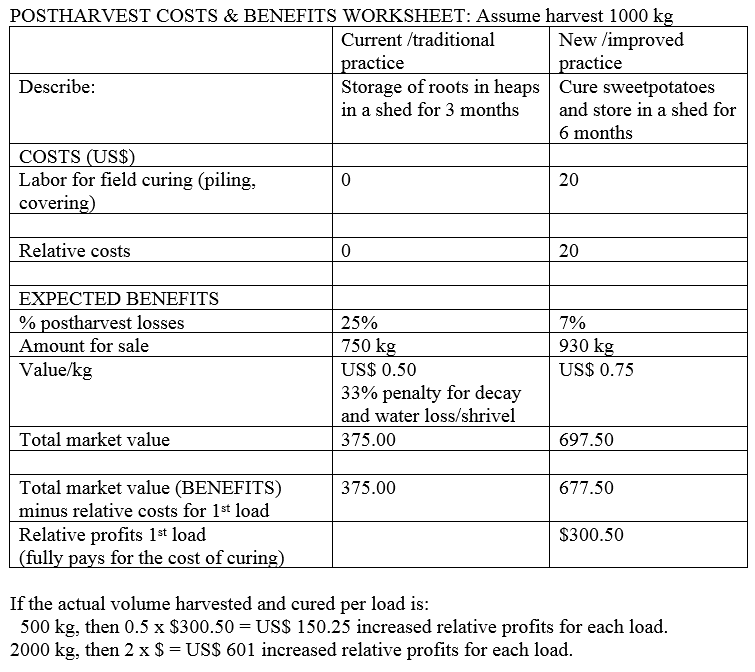 POSTHARVEST COSTS & BENEFITS WORKSHEET: Assume harvest 1000 kg
Current /traditional practice
New /improved practice
Describe:
Storage of roots in heaps
in a shed for 3 months
Cure sweetpotatoes
and store in a shed for
6 months
COSTS (US$)
Labor for field curing (piling,
covering)
0
20
Relative costs
0
20
EXPECTED BENEFITS
% postharvest losses
25%
7%
Amount for sale
750 kg
930 kg
Value/kg
US$ 0.50
33% penalty for decay
and water loss/shrivel
US$ 0.75
Total market value
375.00
697.50
Total market value (BENEFITS)
minus relative costs for 1st load
375.00
677.50
Relative profits 1st load
(fully pays for the cost of curing)
$300.50
If the actual volume harvested and cured per load is:
500 kg, then 0.5 x $300.50 = US$ 150.25 increased relative profits for each load.
2000 kg, then 2 x $ = US$ 601 increased relative profits for each load.